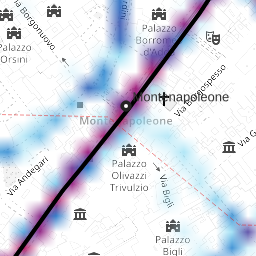 Via Borgonuovo
Palazzo
Orsini
Palazzo
Borromeo
d'Adda
Via Borgospesso
Montenapoleone
Montenapoleone
Palazzo
Olivazzi
Trivulzio
Via Andegari
Via Bigli
Via G
Palazzo
Bigli